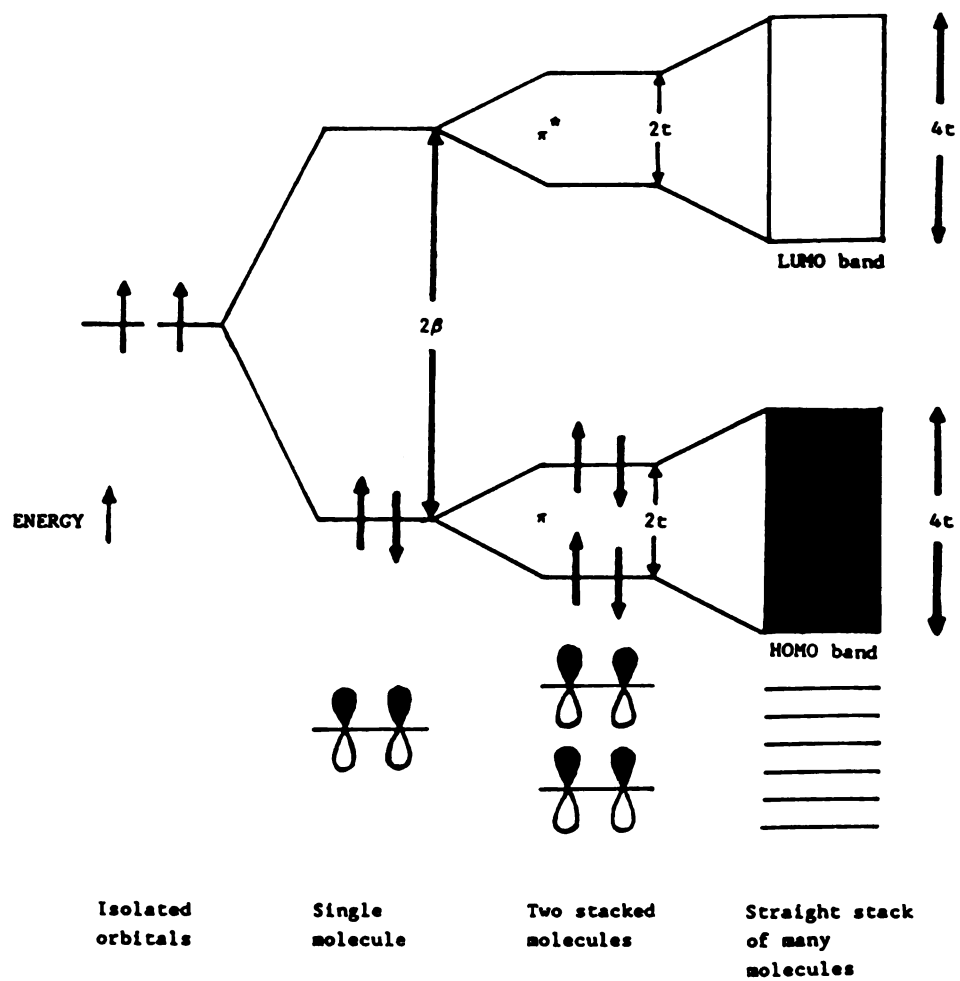 π*
2t
4t
LUMO band
2β
ENERGY
π
2t
4t
HOMO band
Isolated
orbitals
Single
molecule
Two stacked
molecules
Straight stack
of many
molecules